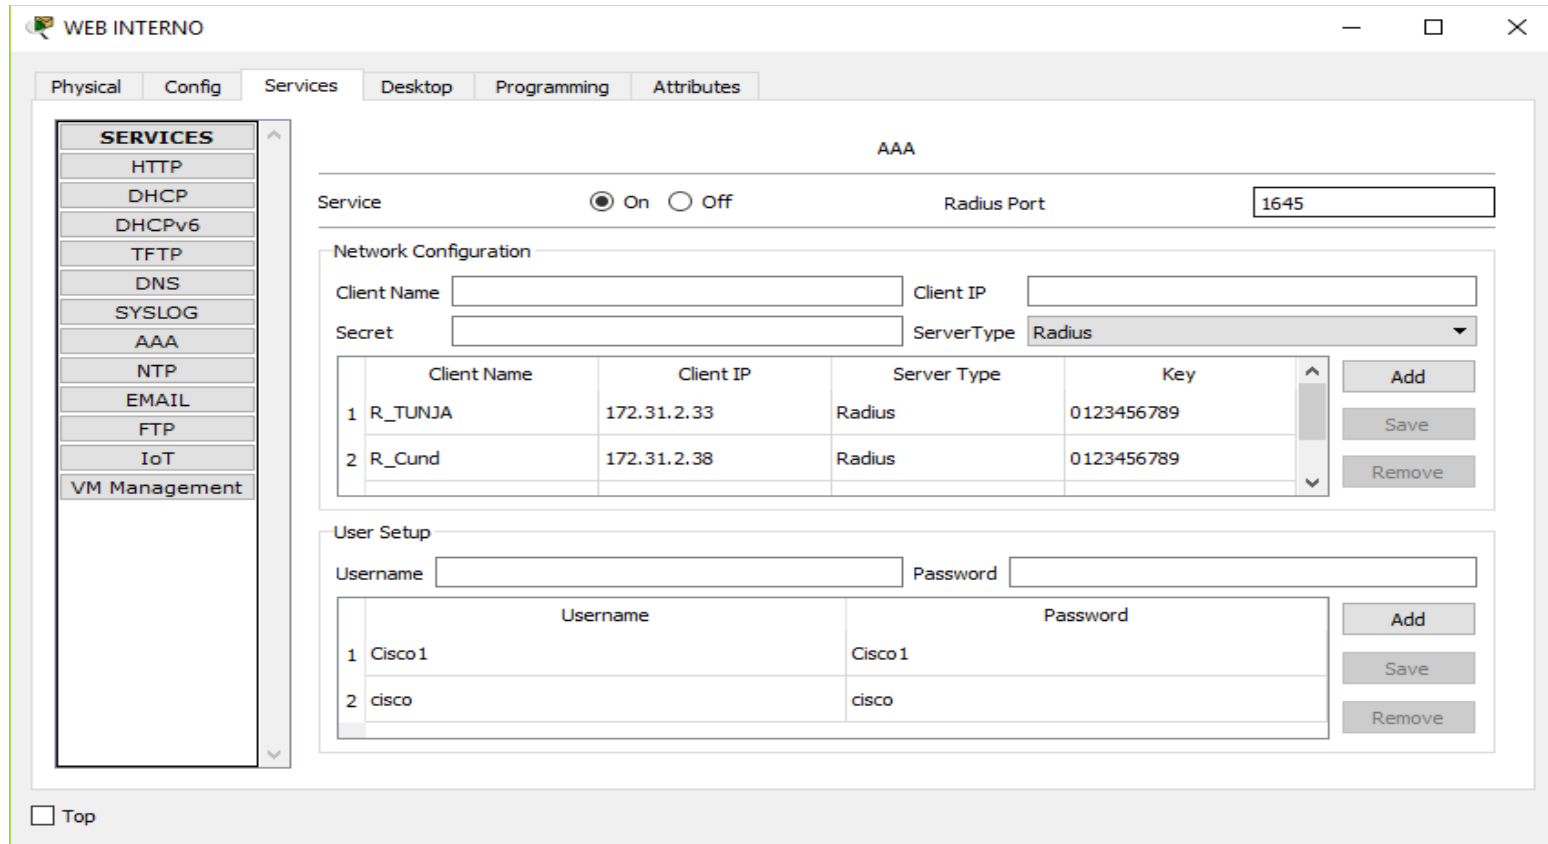 WEB INTERNO
Physical Config Services Desktop Programming Attributes
SERVICES
HTTP
DHCP
DHCPv6
TFTP
DNS
SYSLOG
AAA
NTP
EMAIL
FTP
IoT
VM Management
AAA
Service On Off Radius Port 1645
Network Configuration
Client Name Client IP
Secret ServerType Radius
Client Name Client IP Server Type Key
1 R_TUNJA 172.31.2.33 Radius 0123456789
2 R_Cund 172.31.2.38 Radius 0123456789
Add
Save
Remove
User Setup
Username Password
Username Password
1 Cisco1 Cisco1
2 cisco cisco
Add
Save
Remove
Top